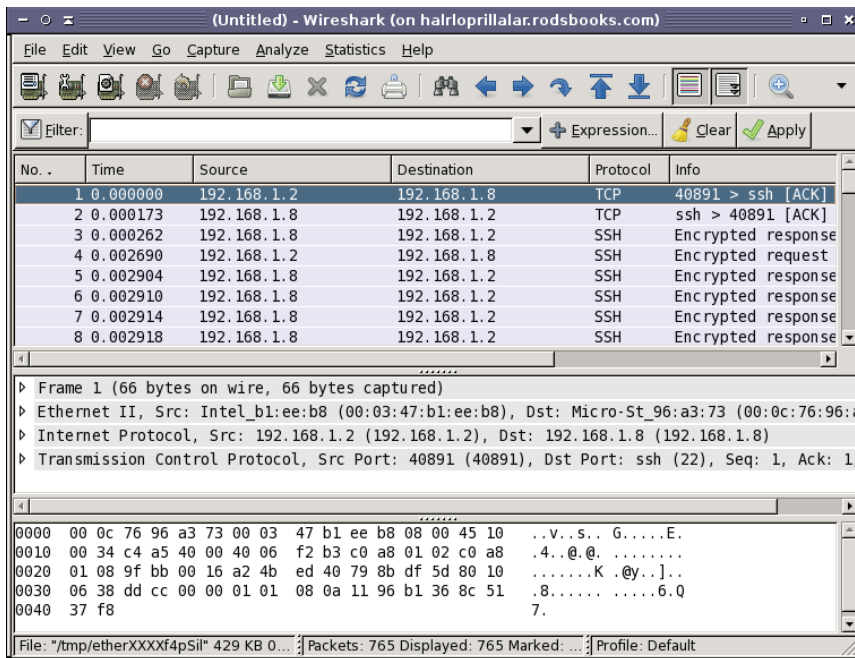 (Untitled) - Wireshark (on halrloprillalar.rodsbooks.com)
File Edit View Go Capture Analyze Statistics Help
Filter: Expression... Clear Apply
No. . Time Source Destination Protocol Info
1 0.000000 192.168.1.2 192.168.1.8 TCP 40891 > ssh [ACK]
2 0.000173 192.168.1.8 192.168.1.2 TCP ssh > 40891 [ACK]
3 0.000262 192.168.1.8 192.168.1.2 SSH Encrypted response
4 0.002690 192.168.1.2 192.168.1.8 SSH Encrypted request
5 0.002904 192.168.1.8 192.168.1.2 SSH Encrypted response
6 0.002910 192.168.1.8 192.168.1.2 SSH Encrypted response
7 0.002914 192.168.1.8 192.168.1.2 SSH Encrypted response
8 0.002918 192.168.1.8 192.168.1.2 SSH Encrypted response
Frame 1 (66 bytes on wire, 66 bytes captured)
Ethernet II, Src: Intel_b1:ee:b8 (00:03:47:b1:ee:b8), Dst: Micro-St_96:a3:73 (00:0c:76:96:a
Internet Protocol, Src: 192.168.1.2 (192.168.1.2), Dst: 192.168.1.8 (192.168.1.8)
Transmission Control Protocol, Src Port: 40891 (40891), Dst Port: ssh (22), Seq: 1, Ack: 1
0000 00 0c 76 96 a3 73 00 03 47 b1 ee b8 08 00 45 10 ..v..s.. G.....E.
0010 00 34 c4 a5 40 00 40 06 f2 b3 c0 a8 01 02 c0 a8 .4..@.@. ........
0020 01 08 9f bb 00 16 a2 4b ed 40 79 8b df 5d 80 10 .......K .@y..]..
0030 06 38 dd cc 00 00 01 01 08 0a 11 96 b1 36 8c 51 .8...... .....6.Q
0040 37 f8 7.
File: "/tmp/etherXXXXf4pSil" 429 KB 0... Packets: 765 Displayed: 765 Marked: ... Profile: Default